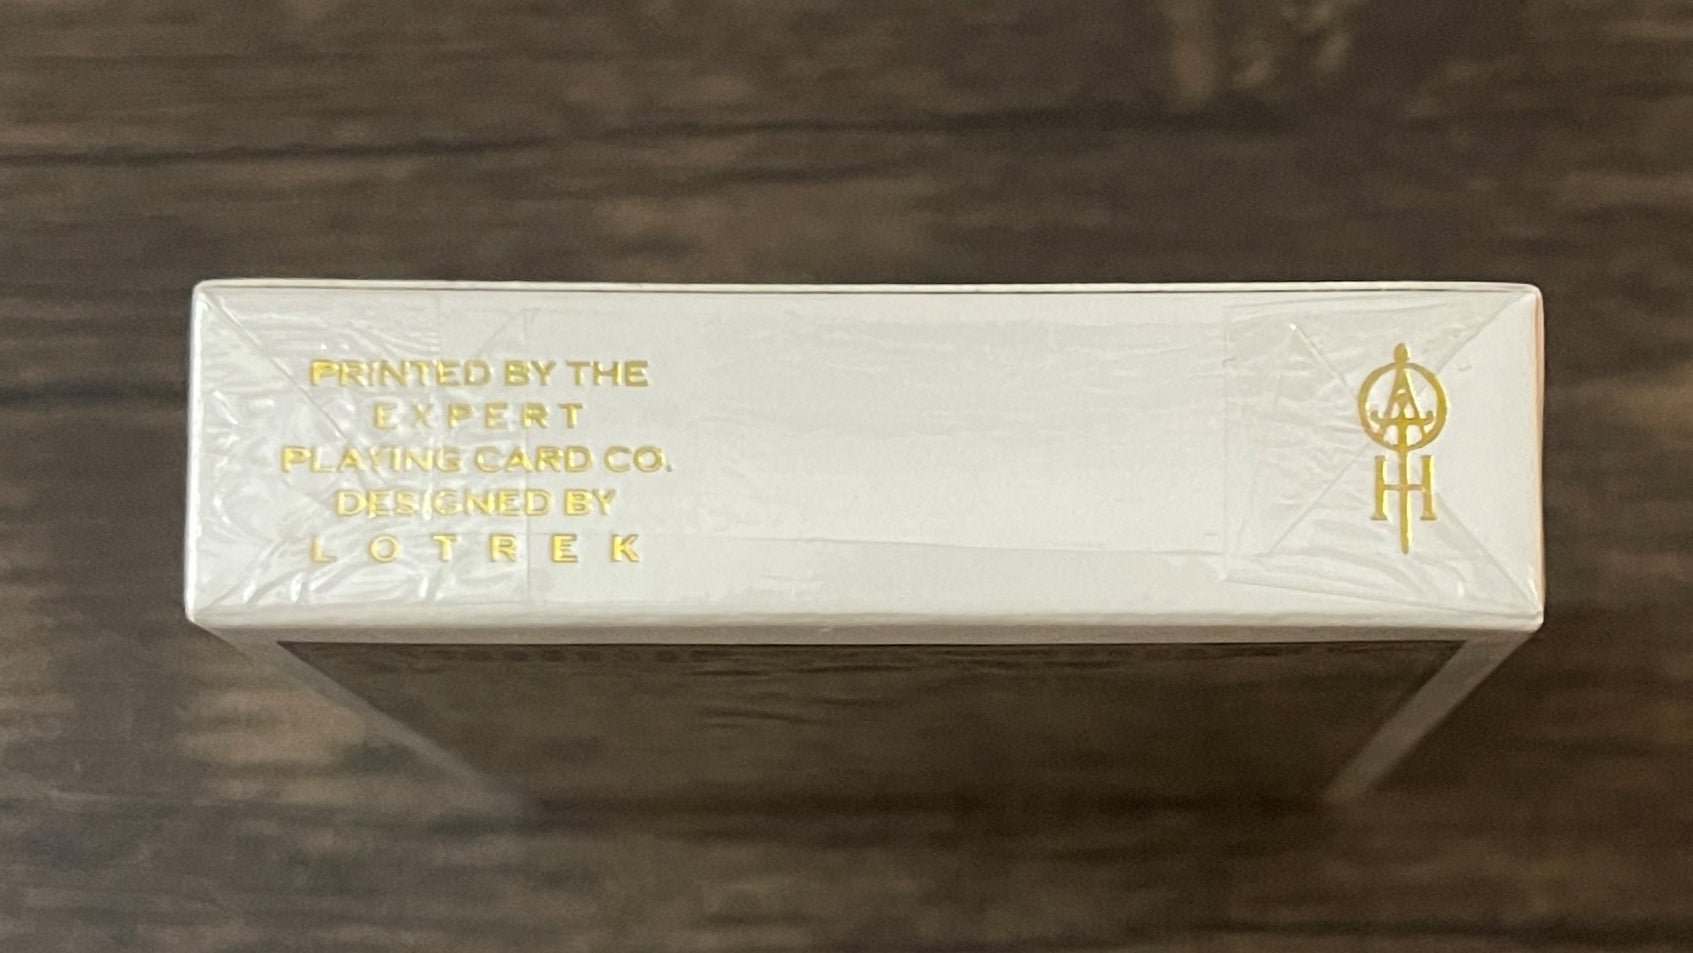 PRINTED BY THE
EXPERT
PLAYING CARD CO.
DESIGNED BY
LOTREK